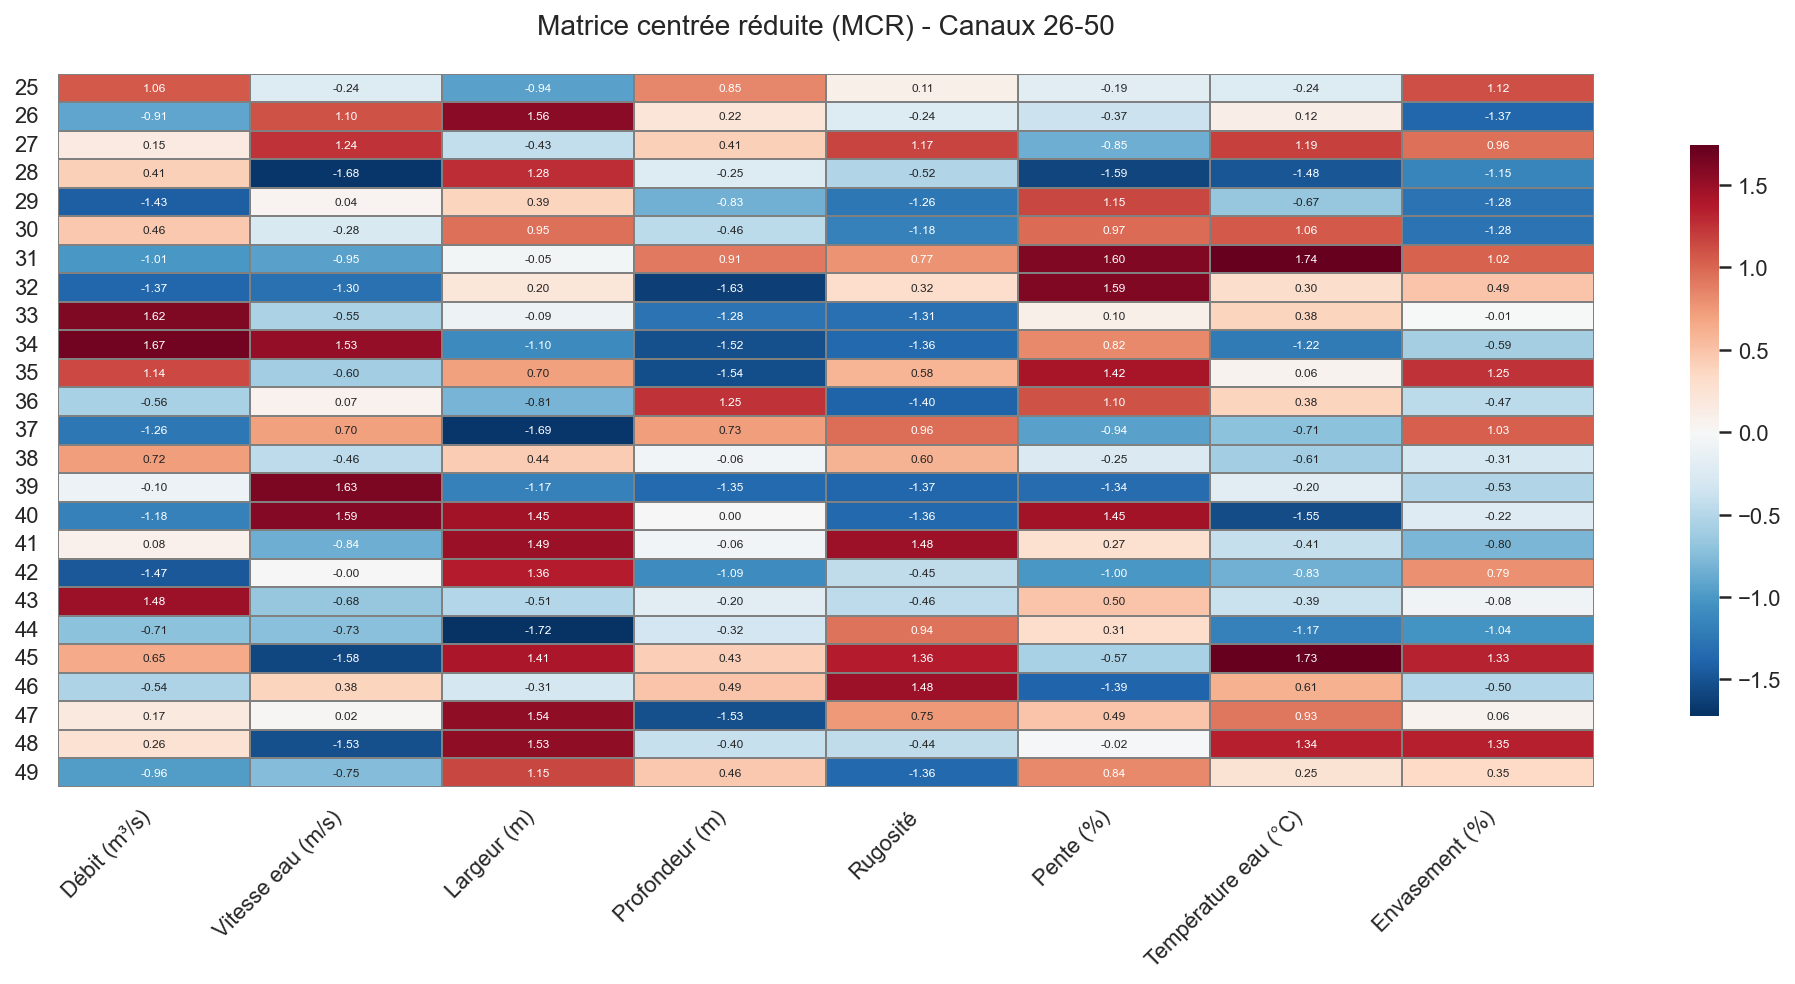 Matrice centrée réduite (MCR) - Canaux 26-50
25 1.06 -0.24 -0.94 0.85 0.11 -0.19 -0.24 1.12
26 -0.91 1.10 1.56 0.22 -0.24 -0.37 0.12 -1.37
27 0.15 1.24 -0.43 0.41 1.17 -0.85 1.19 0.96
28 0.41 -1.68 1.28 -0.25 -0.52 -1.59 -1.48 -1.15
29 -1.43 0.04 0.39 -0.83 -1.26 1.15 -0.67 -1.28
30 0.46 -0.28 0.95 -0.46 -1.18 0.97 1.06 -1.28
31 -1.01 -0.95 -0.05 0.91 0.77 1.60 1.74 1.02
32 -1.37 -1.30 0.20 -1.63 0.32 1.59 0.30 0.49
33 1.62 -0.55 -0.09 -1.28 -1.31 0.10 0.38 -0.01
34 1.67 1.53 -1.10 -1.52 -1.36 0.82 -1.22 -0.59
35 1.14 -0.60 0.70 -1.54 0.58 1.42 0.06 1.25
36 -0.56 0.07 -0.81 1.25 -1.40 1.10 0.38 -0.47
37 -1.26 0.70 -1.69 0.73 0.96 -0.94 -0.71 1.03
38 0.72 -0.46 0.44 -0.06 0.60 -0.25 -0.61 -0.31
39 -0.10 1.63 -1.17 -1.35 -1.37 -1.34 -0.20 -0.53
40 -1.18 1.59 1.45 0.00 -1.36 1.45 -1.55 -0.22
41 0.08 -0.84 1.49 -0.06 1.48 0.27 -0.41 -0.80
42 -1.47 -0.00 1.36 -1.09 -0.45 -1.00 -0.83 0.79
43 1.48 -0.68 -0.51 -0.20 -0.46 0.50 -0.39 -0.08
44 -0.71 -0.73 -1.72 -0.32 0.94 0.31 -1.17 -1.04
45 0.65 -1.58 1.41 0.43 1.36 -0.57 1.73 1.33
46 -0.54 0.38 -0.31 0.49 1.48 -1.39 0.61 -0.50
47 0.17 0.02 1.54 -1.53 0.75 0.49 0.93 0.06
48 0.26 -1.53 1.53 -0.40 -0.44 -0.02 1.34 1.35
49 -0.96 -0.75 1.15 0.46 -1.36 0.84 0.25 0.35
Débit (m³/s)
Vitesse eau (m/s)
Largeur (m)
Profondeur (m)
Rugosité
Pente (%)
Température eau (°C)
Envasement (%)
1.5
1.0
0.5
0.0
−0.5
−1.0
−1.5